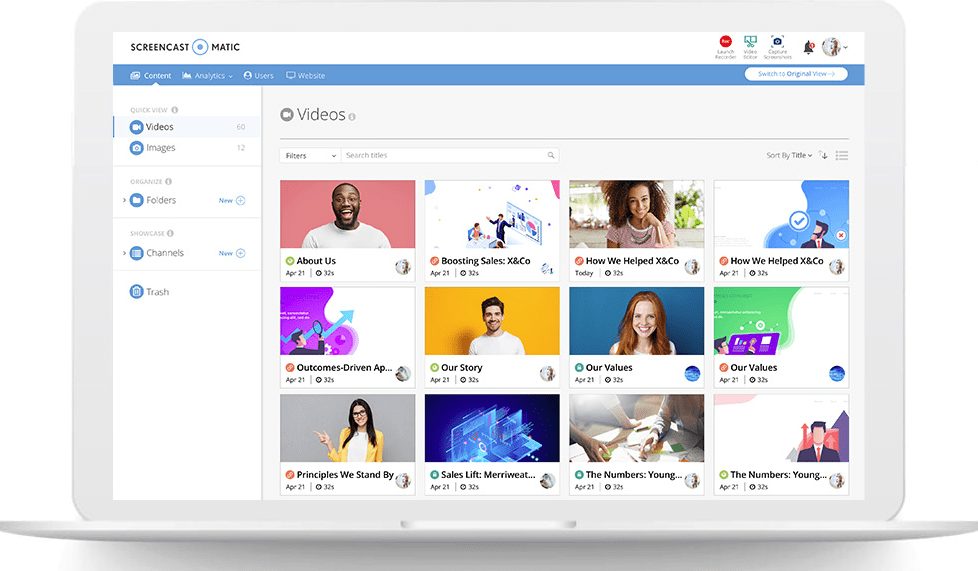 SCREENCAST MATIC
Rec
Launch Recorder
Video Editor
Capture Screenshots
Content
Analytics
Users
Website
Switch to Original View
QUICK VIEW
Videos 60
Images 12
ORGANIZE
Folders New
SHOWCASE
Channels New
Trash
Videos
Filters
Search titles
Sort By Title
About Us
Apr 21 32s
Boosting Sales: X&Co
Apr 21 32s
How We Helped X&Co
Today 32s
How We Helped X&Co
Apr 21 32s
Outcomes-Driven Ap...
Apr 21 32s
Our Story
Apr 21 32s
Our Values
Apr 21 32s
Our Values
Apr 21 32s
Principles We Stand By
Apr 21 32s
Sales Lift: Merriweat...
Apr 21 32s
The Numbers: Young...
Apr 21 32s
The Numbers: Young...
Apr 21 32s